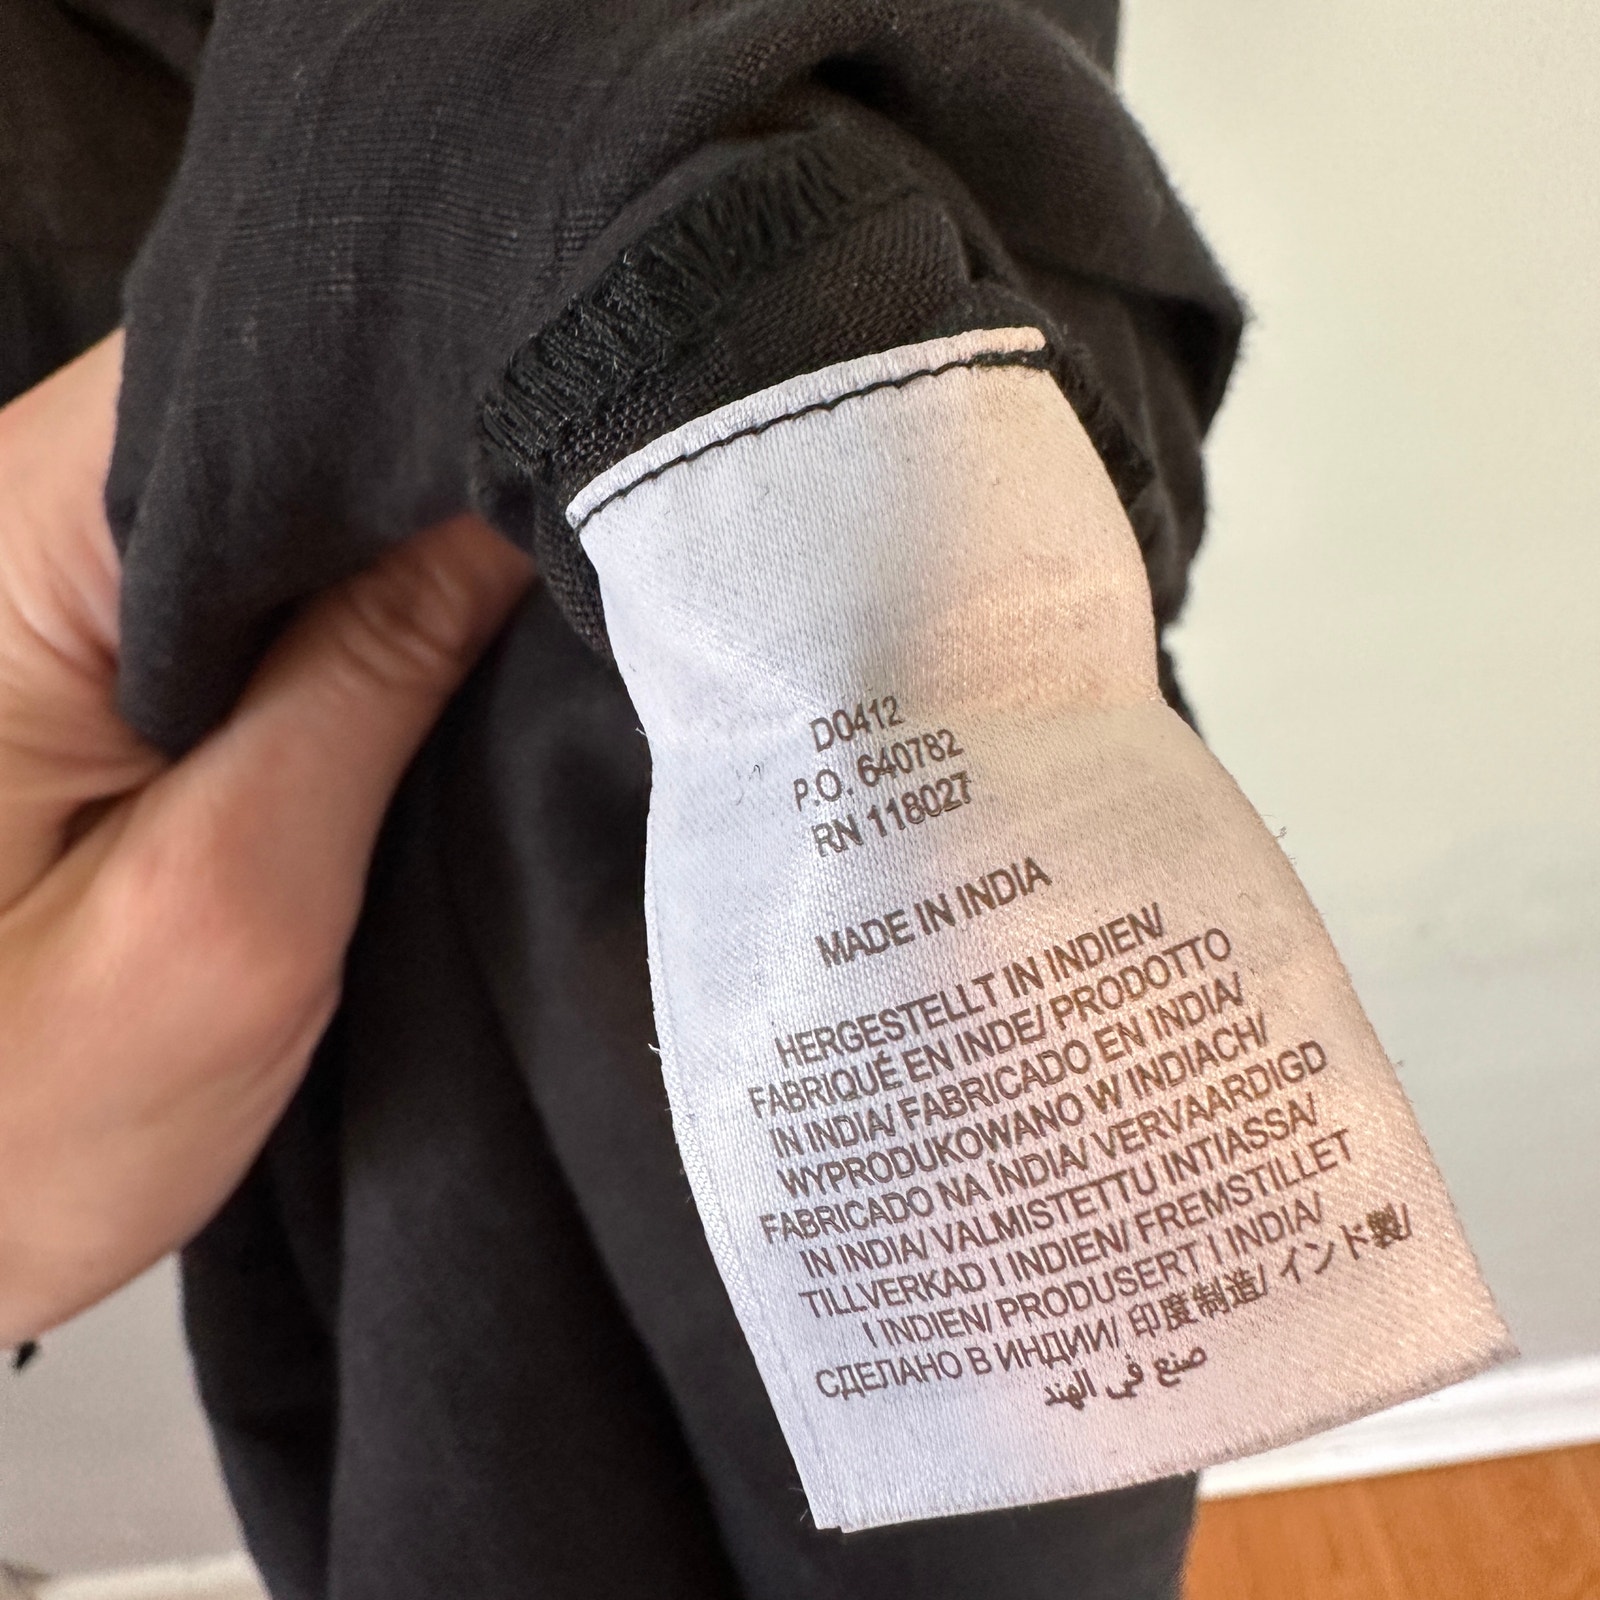 D0412
P.O. 640782
RN 118027
MADE IN INDIA
HERGESTELLT IN INDIEN/
FABRIQUÉ EN INDE/ PRODOTTO
IN INDIA/ FABRICADO EN INDIA/
WYPRODUKOWANO W INDIACH/
FABRICADO NA ÍNDIA/ VERVAARDIGD
IN INDIA/ VALMISTETTU INTIASSA/
TILLVERKAD I INDIEN/ FREMSTILLET
I INDIEN/ PRODUSERT I INDIA/
СДЕЛАНО В ИНДИИ/ 印度制造/ インド製/
صنع في الهند